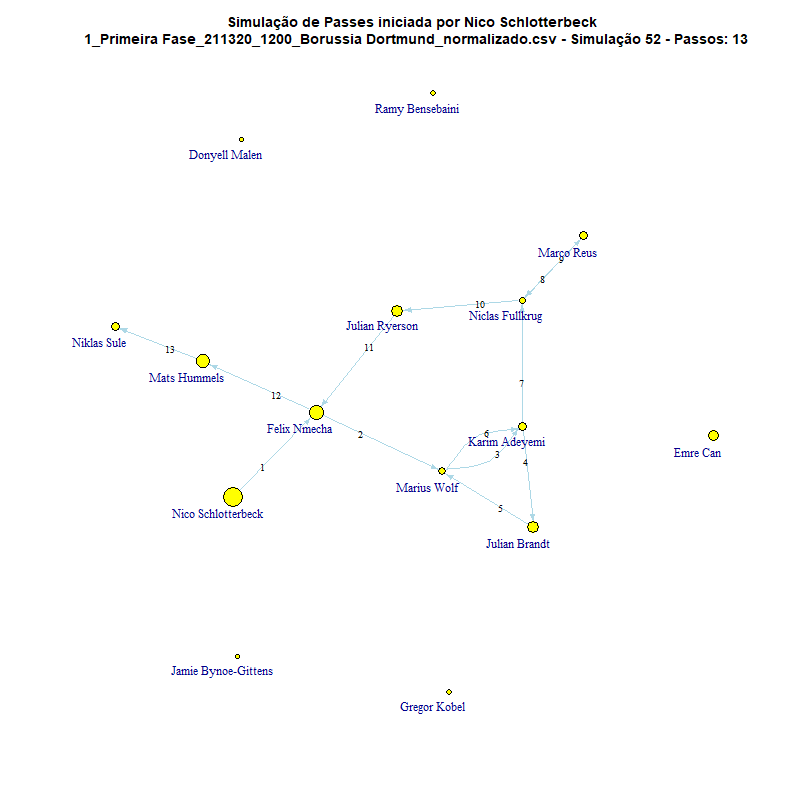 Simulação de Passes iniciada por Nico Schlotterbeck
1_Primeira Fase_211320_1200_Borussia Dortmund_normalizado.csv - Simulação 52 - Passos: 13
Ramy Bensebaini
Donyell Malen
Marco Reus
9
8
10
Niclas Fullkrug
Julian Ryerson
Niklas Sule
11
13
Mats Hummels
7
12
Felix Nmecha
2
6
Karim Adeyemi
3
Emre Can
4
1
Marius Wolf
5
Nico Schlotterbeck
Julian Brandt
Jamie Bynoe-Gittens
Gregor Kobel